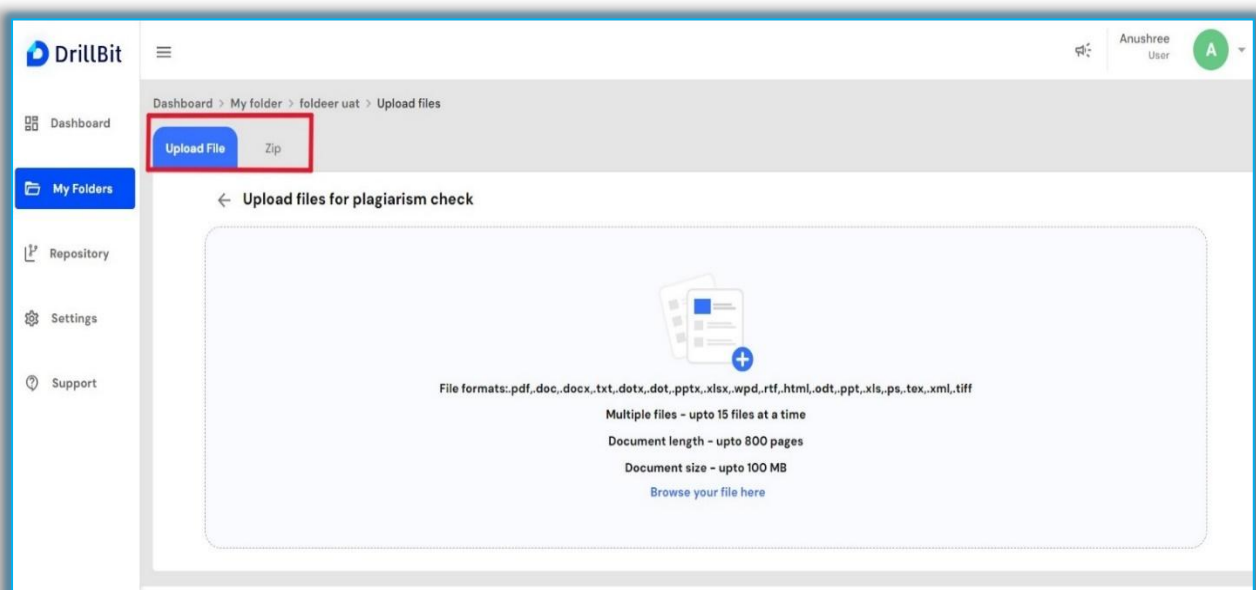 DrillBit
Anushree
User
A
Dashboard > My folder > foldeer uat > Upload files
Dashboard
Upload File
Zip
My Folders
Upload files for plagiarism check
Repository
Settings
Support
File formats:.pdf,.doc,.docx,.txt,.dotx,.dot,.pptx,.xlsx,.wpd,.rtf,.html,.odt,.ppt,.xls,.ps,.tex,.xml,.tiff
Multiple files - upto 15 files at a time
Document length - upto 800 pages
Document size - upto 100 MB
Browse your file here